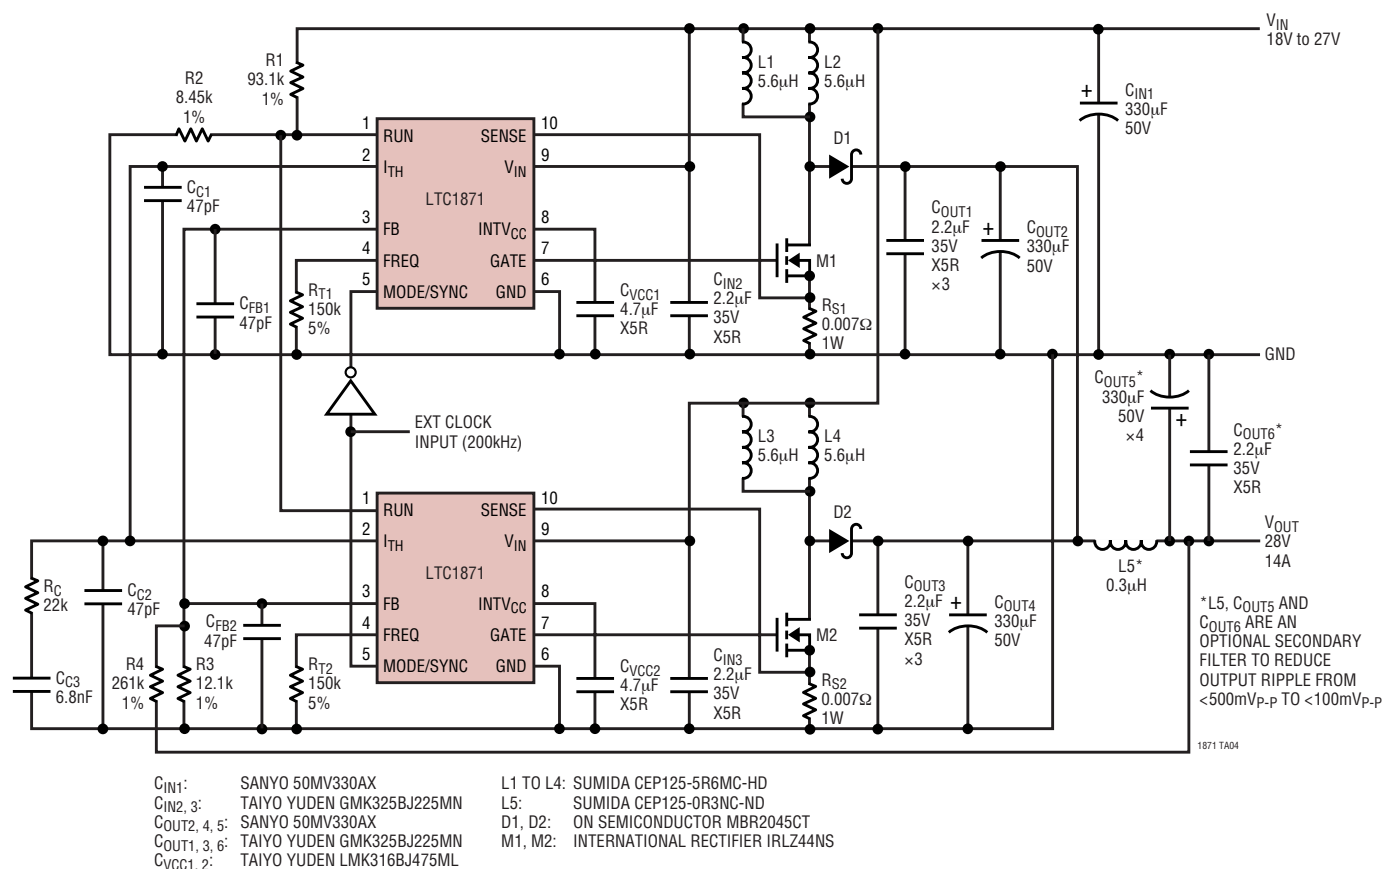 VIN
18V to 27V
R1
93.1k
1%
R2
8.45k
1%
L1
5.6µH
L2
5.6µH
CIN1
330µF
50V
+
1
RUN
SENSE
10
2
ITH
VIN
9
D1
LTC1871
CC1
47pF
3
FB
INTVCC
8
4
FREQ
GATE
7
5
MODE/SYNC
GND
6
COUT1
2.2µF
35V
X5R
×3
+
COUT2
330µF
50V
M1
CFB1
47pF
RT1
150k
5%
CVCC1
4.7µF
X5R
CIN2
2.2µF
35V
X5R
RS1
0.007Ω
1W
GND
COUT5*
330µF
50V
×4
+
EXT CLOCK
INPUT (200kHz)
L3
5.6µH
L4
5.6µH
COUT6*
2.2µF
35V
X5R
1
RUN
SENSE
10
2
ITH
VIN
9
D2
VOUT
28V
14A
L5*
0.3µH
LTC1871
RC
22k
CC2
47pF
3
FB
INTVCC
8
4
FREQ
GATE
7
5
MODE/SYNC
GND
6
CFB2
47pF
COUT3
2.2µF
35V
X5R
×3
+
COUT4
330µF
50V
M2
*L5, COUT5 AND
COUT6 ARE AN
OPTIONAL SECONDARY
FILTER TO REDUCE
OUTPUT RIPPLE FROM
<500mVP-P TO <100mVP-P
CC3
6.8nF
R4
261k
1%
R3
12.1k
1%
RT2
150k
5%
CVCC2
4.7µF
X5R
CIN3
2.2µF
35V
X5R
RS2
0.007Ω
1W
1871 TA04
CIN1: SANYO 50MV330AX
CIN2, 3: TAIYO YUDEN GMK325BJ225MN
COUT2, 4, 5: SANYO 50MV330AX
COUT1, 3, 6: TAIYO YUDEN GMK325BJ225MN
CVCC1, 2: TAIYO YUDEN LMK316BJ475ML
L1 TO L4: SUMIDA CEP125-5R6MC-HD
L5: SUMIDA CEP125-0R3NC-ND
D1, D2: ON SEMICONDUCTOR MBR2045CT
M1, M2: INTERNATIONAL RECTIFIER IRLZ44NS